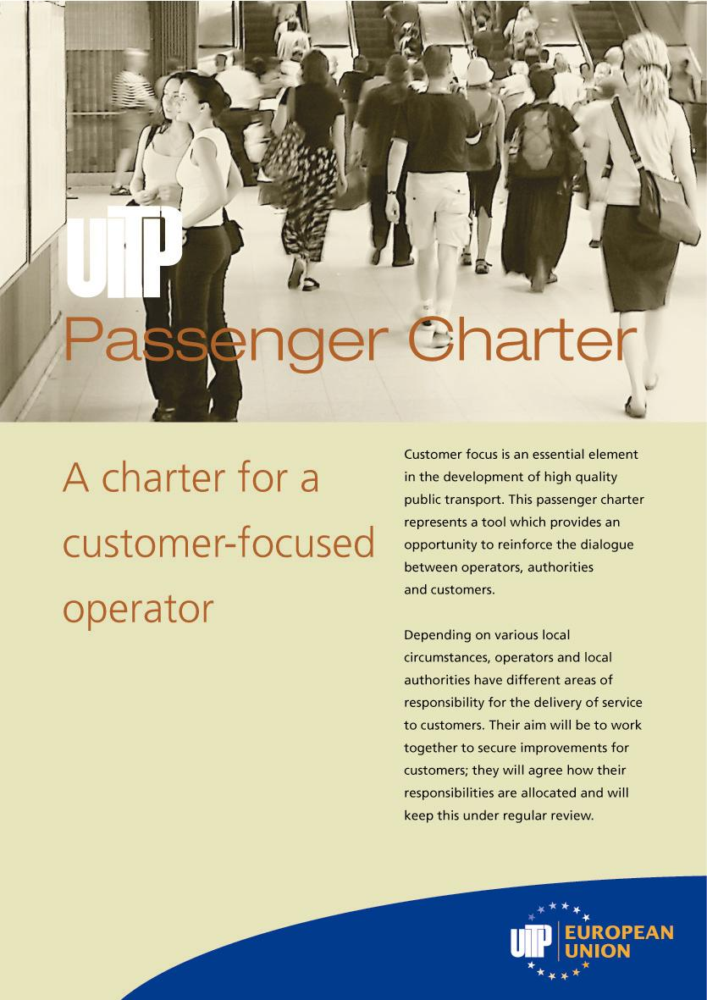 UITP
Passenger Charter
A charter for a
customer-focused
operator
Customer focus is an essential element
in the development of high quality
public transport. This passenger charter
represents a tool which provides an
opportunity to reinforce the dialogue
between operators, authorities
and customers.
Depending on various local
circumstances, operators and local
authorities have different areas of
responsibility for the delivery of service
to customers. Their aim will be to work
together to secure improvements for
customers; they will agree how their
responsibilities are allocated and will
keep this under regular review.
UITP
EUROPEAN
UNION